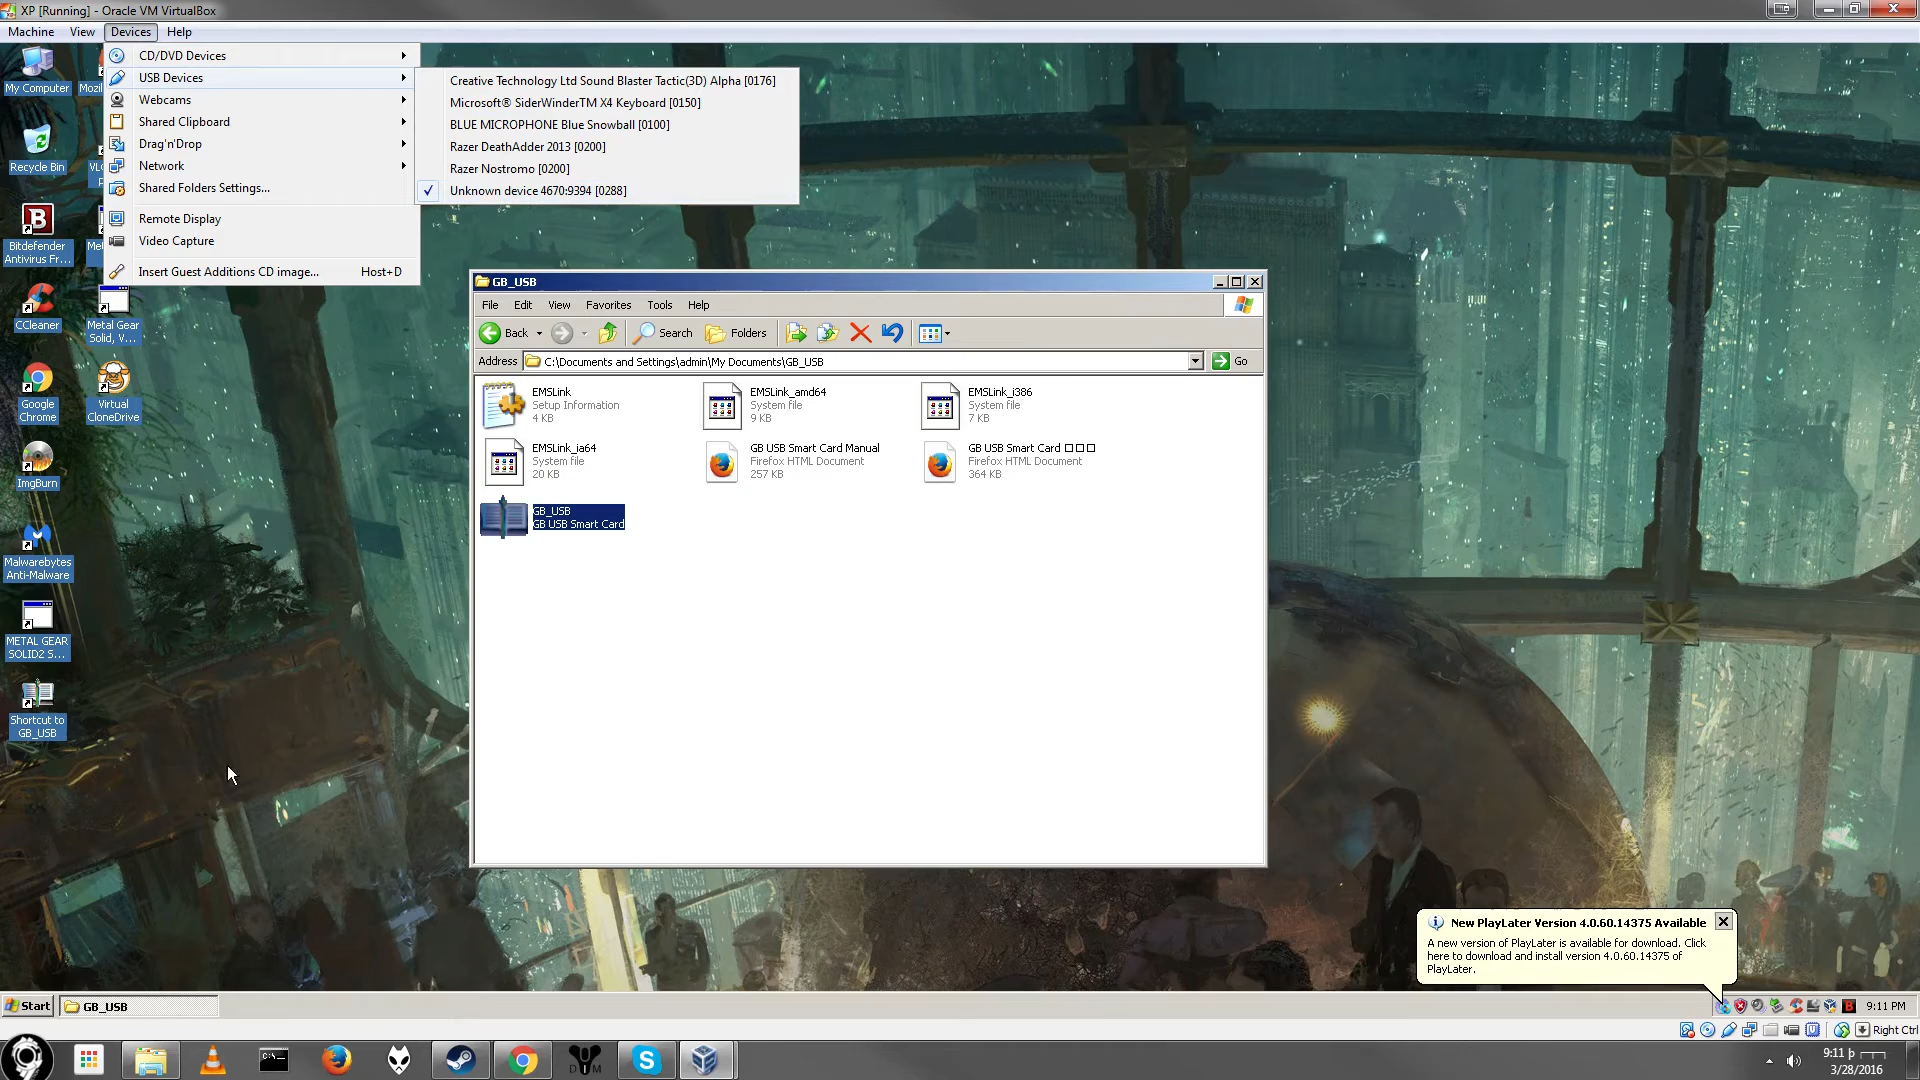 XP [Running] - Oracle VM VirtualBox
Machine View Devices Help
CD/DVD Devices
USB Devices
Webcams
Shared Clipboard
Drag'n'Drop
Network
Shared Folders Settings...
Remote Display
Video Capture
Insert Guest Additions CD image... Host+D
Creative Technology Ltd Sound Blaster Tactic(3D) Alpha [0176]
Microsoft® SiderWinderTM X4 Keyboard [0150]
BLUE MICROPHONE Blue Snowball [0100]
Razer DeathAdder 2013 [0200]
Razer Nostromo [0200]
Unknown device 4670:9394 [0288]
My Computer
Mozil
Recycle Bin
VLC
p
Bitdefender
Antivirus Fr...
Met
CCleaner
Metal Gear
Solid, V...
Google
Chrome
Virtual
CloneDrive
ImgBurn
Malwarebytes
Anti-Malware
METAL GEAR
SOLID2 S...
Shortcut to
GB_USB
GB_USB
File Edit View Favorites Tools Help
Back Search Folders
Address C:\Documents and Settings\admin\My Documents\GB_USB Go
EMSLink
Setup Information
4 KB
EMSLink_amd64
System file
9 KB
EMSLink_i386
System file
7 KB
EMSLink_ia64
System file
20 KB
GB USB Smart Card Manual
Firefox HTML Document
257 KB
GB USB Smart Card □□□
Firefox HTML Document
364 KB
GB_USB
GB USB Smart Card
New PlayLater Version 4.0.60.14375 Available
A new version of PlayLater is available for download. Click
here to download and install version 4.0.60.14375 of
PlayLater.
Start GB_USB 9:11 PM
Right Ctrl
C:\
DIM
9:11 þ
3/28/2016